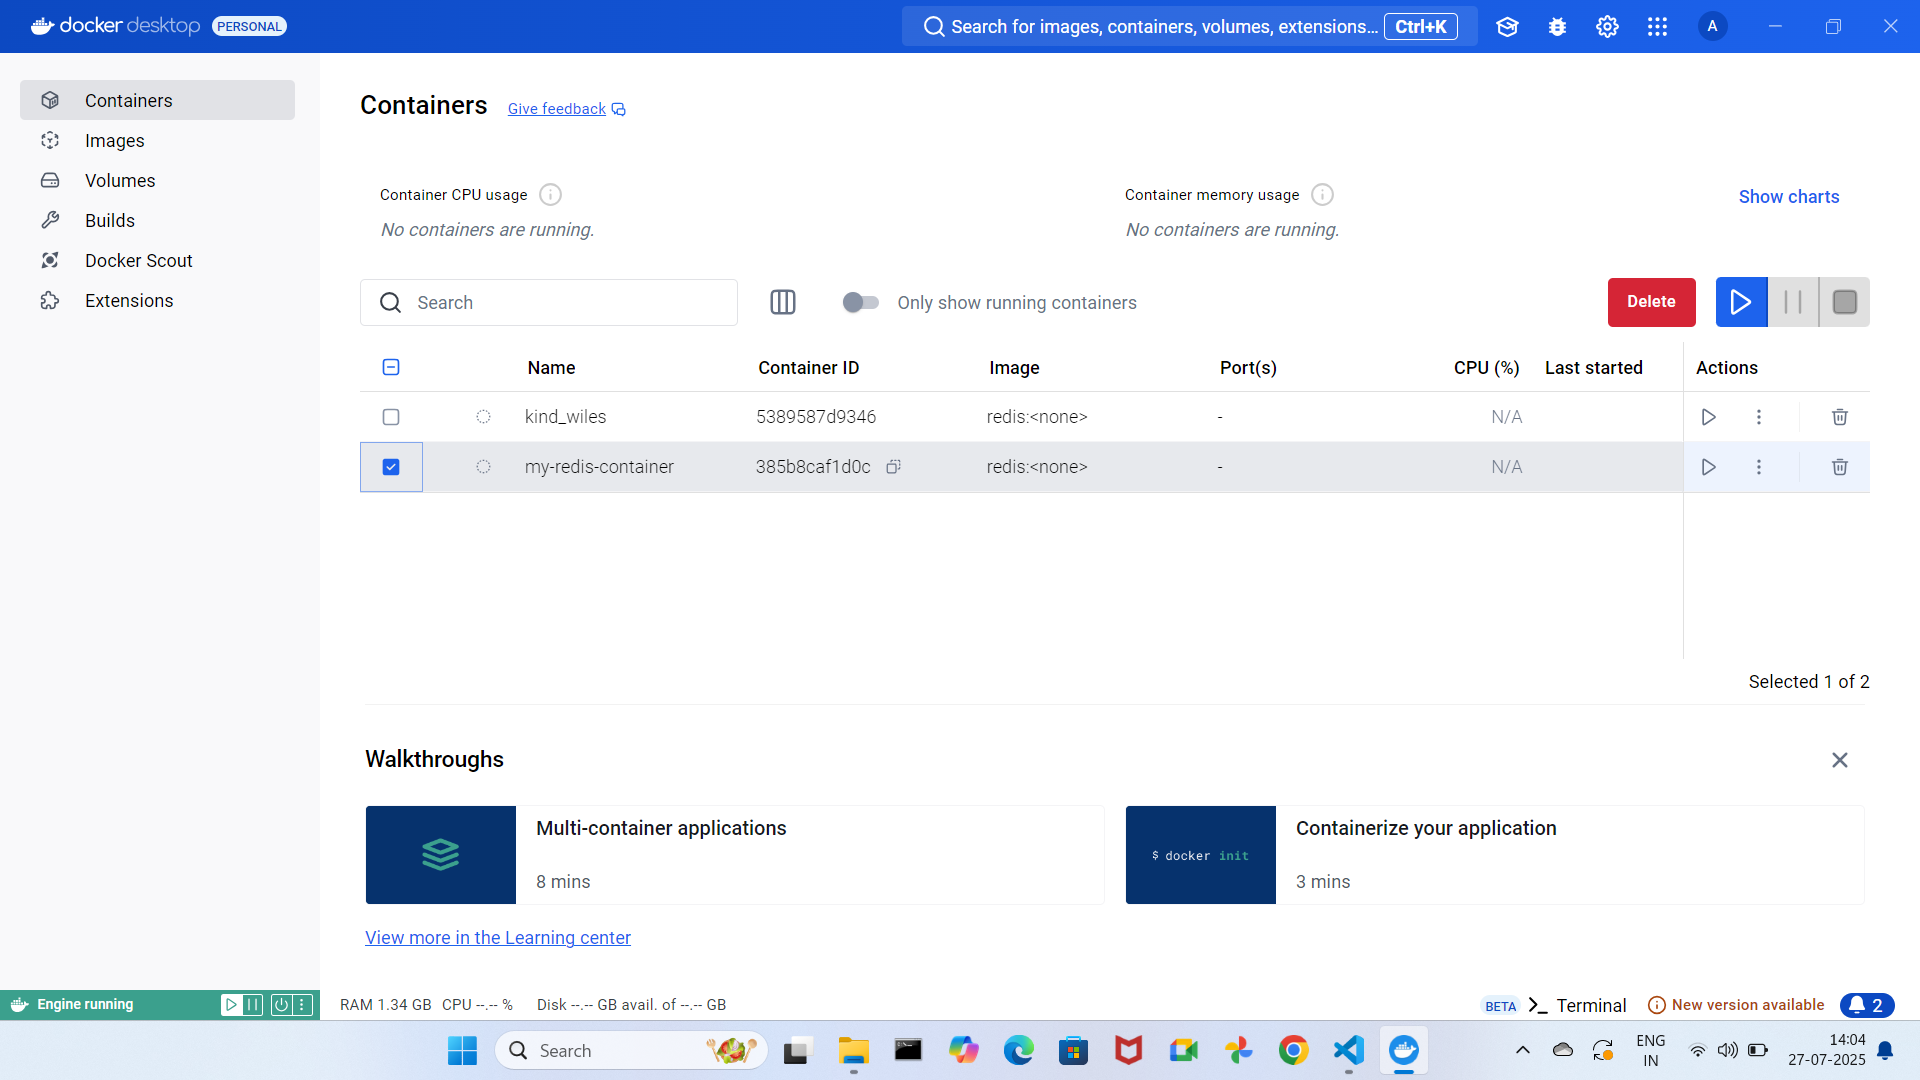 docker desktop PERSONAL
Search for images, containers, volumes, extensions... Ctrl+K
A
Containers
Images
Volumes
Builds
Docker Scout
Extensions
Containers Give feedback
Container CPU usage
No containers are running.
Container memory usage
No containers are running.
Show charts
Search
Only show running containers
Delete
Name Container ID Image Port(s) CPU (%) Last started Actions
kind_wiles 5389587d9346 redis:<none> - N/A
my-redis-container 385b8caf1d0c redis:<none> - N/A
Selected 1 of 2
Walkthroughs
Multi-container applications
8 mins
$ docker init
Containerize your application
3 mins
View more in the Learning center
Engine running
RAM 1.34 GB CPU --.-- % Disk --.-- GB avail. of --.-- GB
BETA Terminal New version available 2
Search
ENG
IN
14:04
27-07-2025